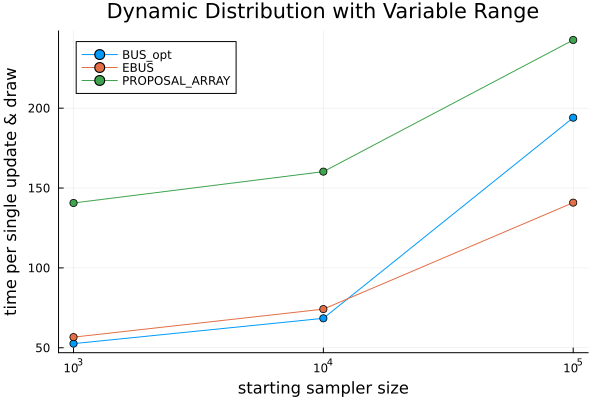 Dynamic Distribution with Variable Range
BUS_opt
EBUS
PROPOSAL_ARRAY
time per single update & draw
200
150
100
50
10³
10⁴
10⁵
starting sampler size